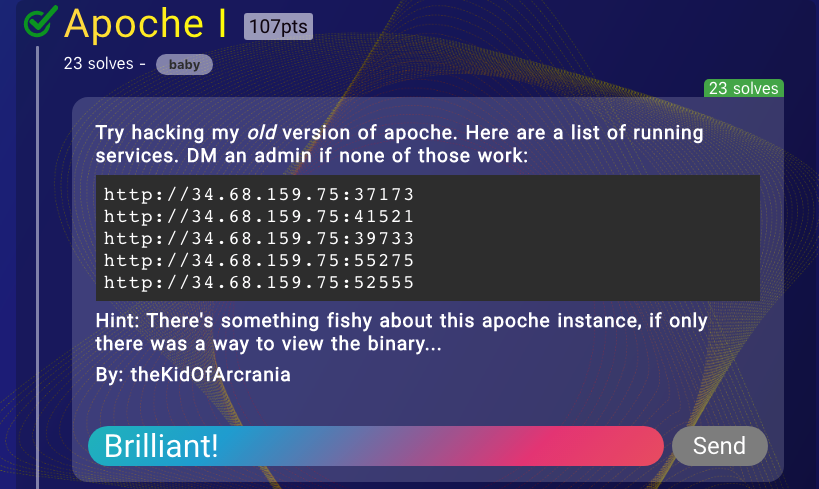 Apoche I 107pts
23 solves - baby
23 solves
Try hacking my old version of apoche. Here are a list of running
services. DM an admin if none of those work:
http://34.68.159.75:37173
http://34.68.159.75:41521
http://34.68.159.75:39733
http://34.68.159.75:55275
http://34.68.159.75:52555
Hint: There's something fishy about this apoche instance, if only
there was a way to view the binary...
By: theKidOfArcrania
Brilliant! Send